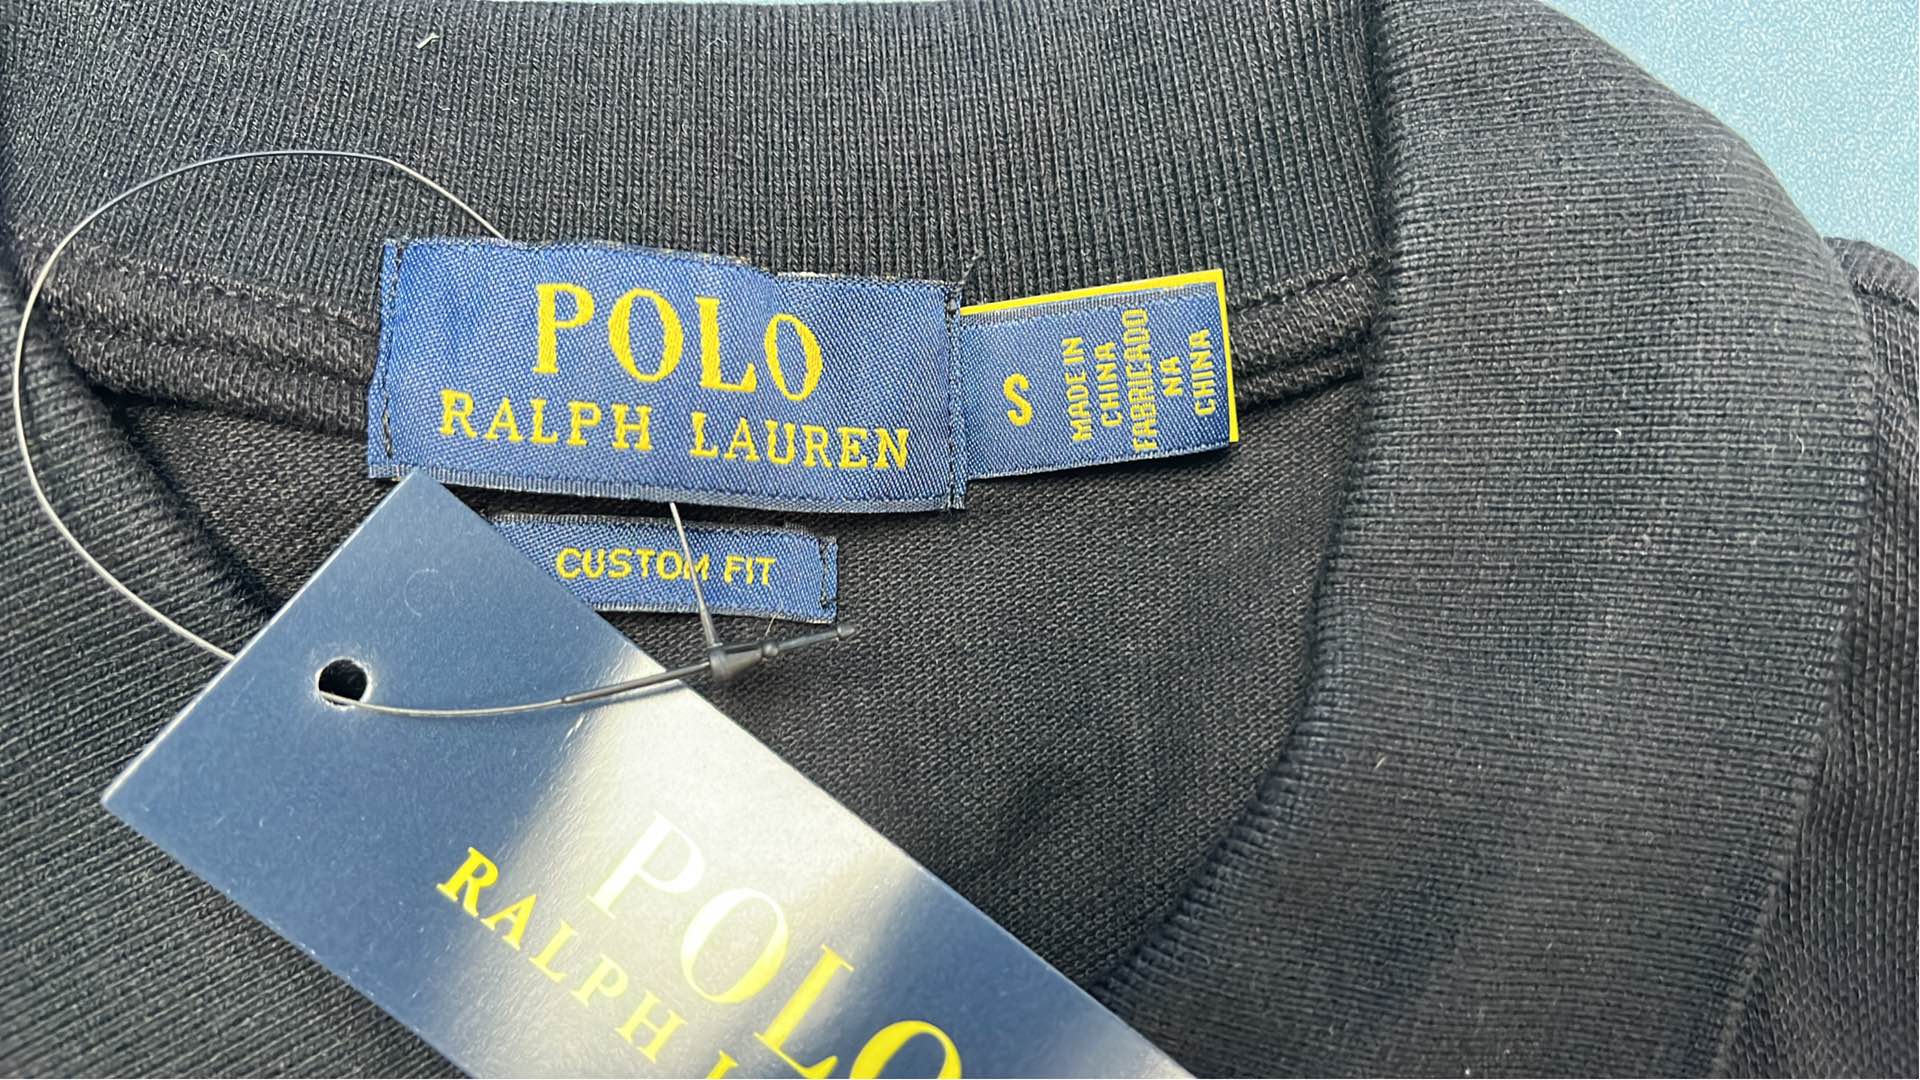 POLO
RALPH LAUREN
S
MADE IN
CHINA
FABRICADO
NA
CHINA
CUSTOM FIT
POLO
RALPH